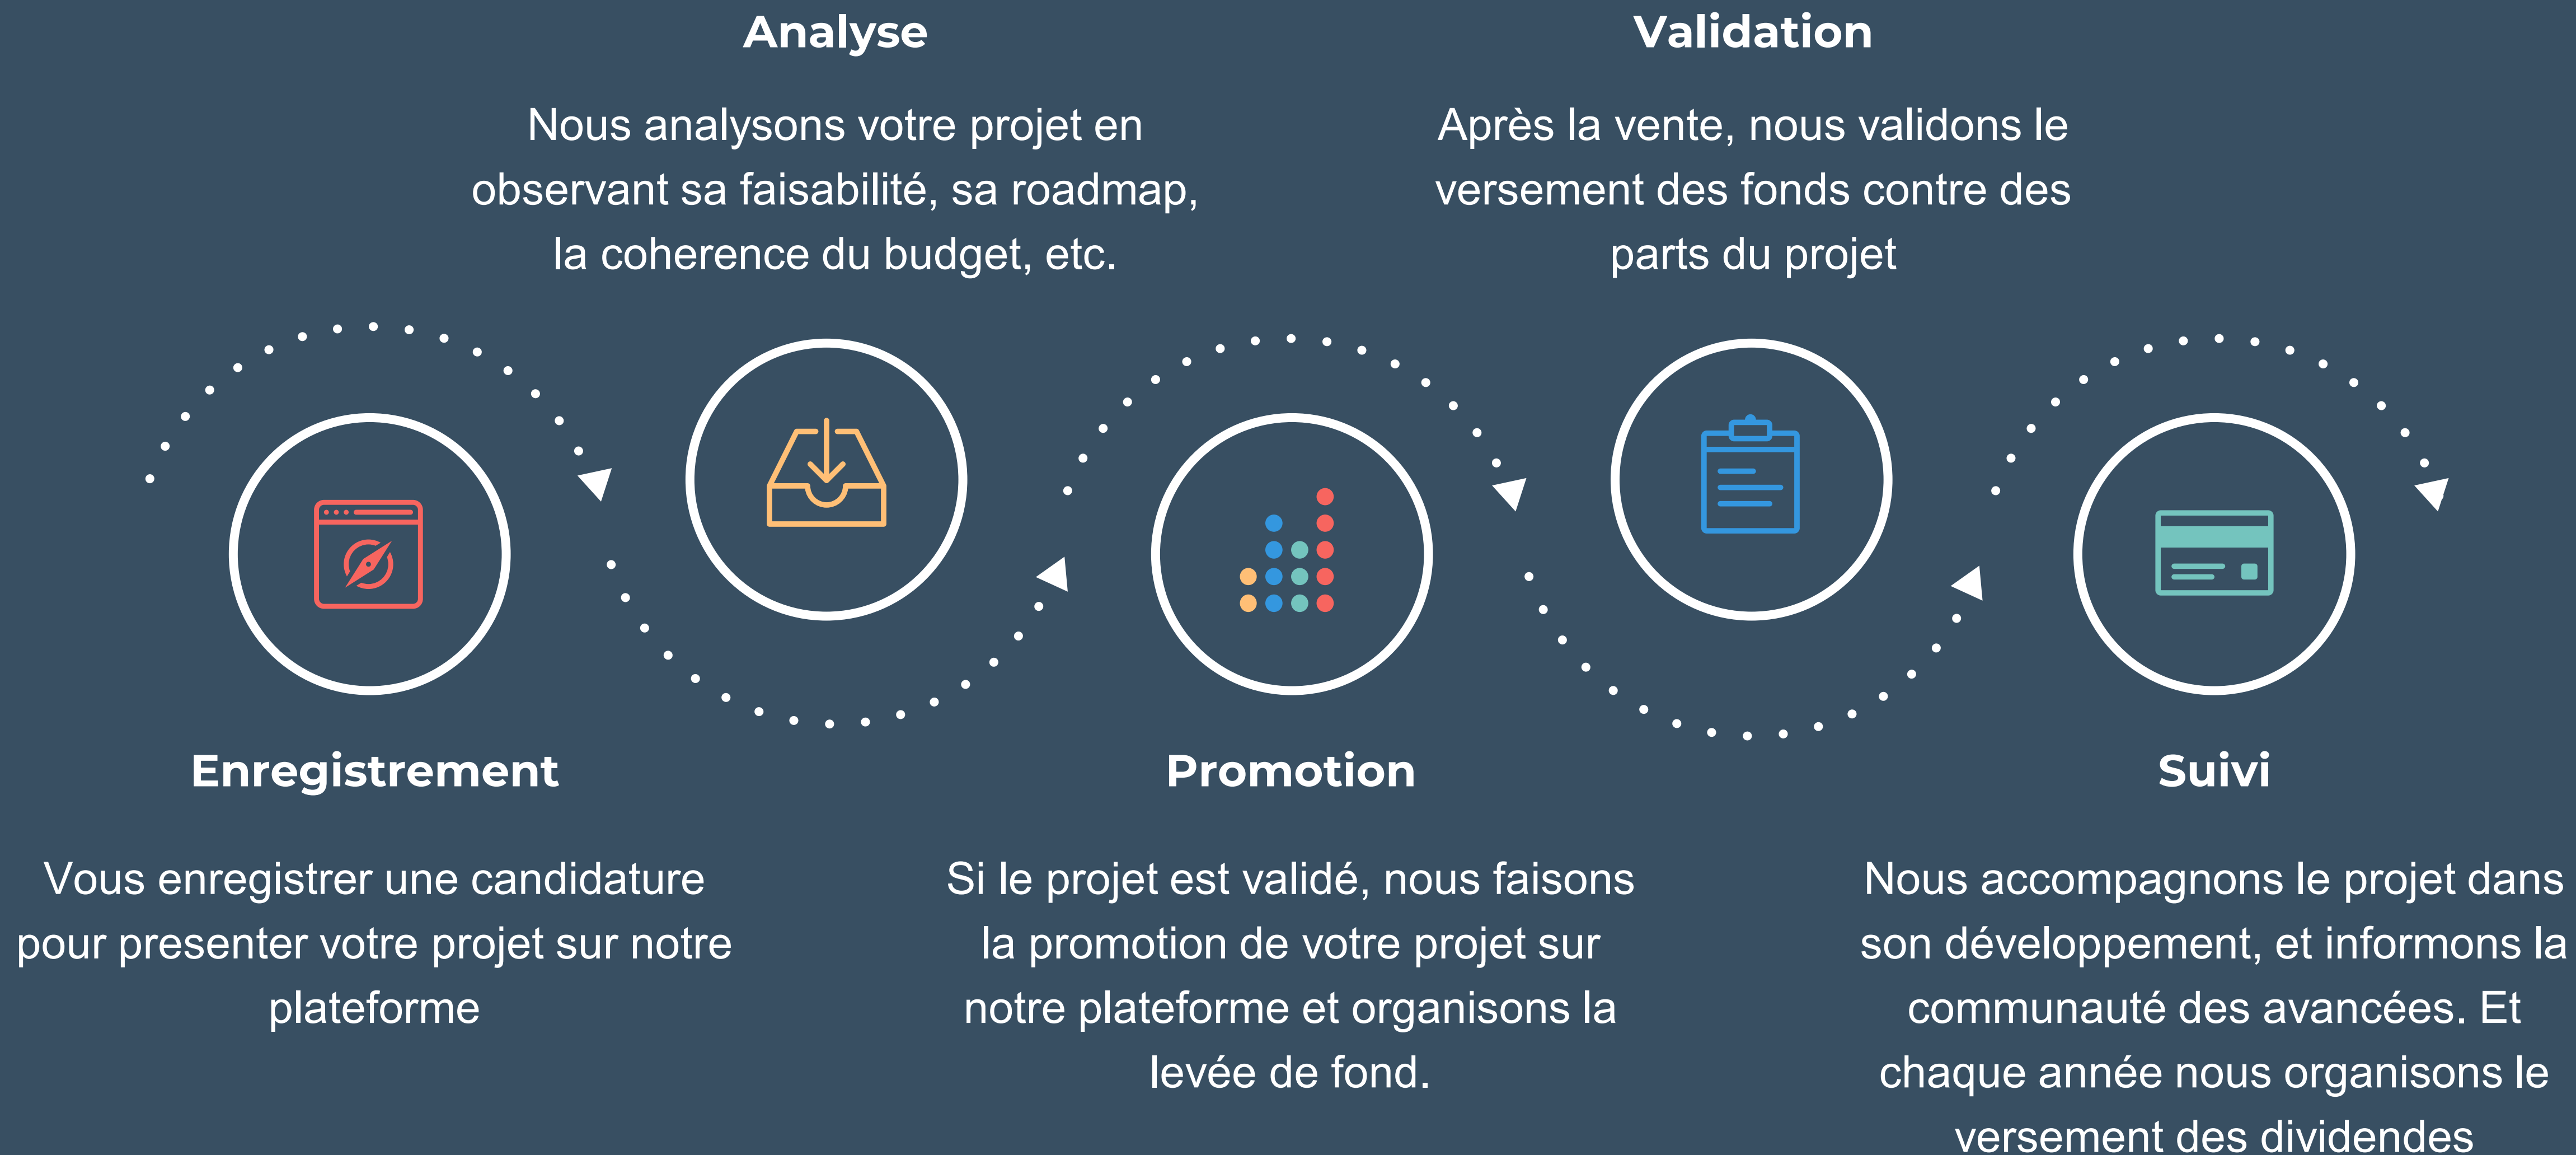 Analyse
Nous analysons votre projet en
observant sa faisabilité, sa roadmap,
la coherence du budget, etc.
Validation
Après la vente, nous validons le
versement des fonds contre des
parts du projet
Enregistrement
Vous enregistrer une candidature
pour presenter votre projet sur notre
plateforme
Promotion
Si le projet est validé, nous faisons
la promotion de votre projet sur
notre plateforme et organisons la
levée de fond.
Suivi
Nous accompagnons le projet dans
son développement, et informons la
communauté des avancées. Et
chaque année nous organisons le
versement des dividendes